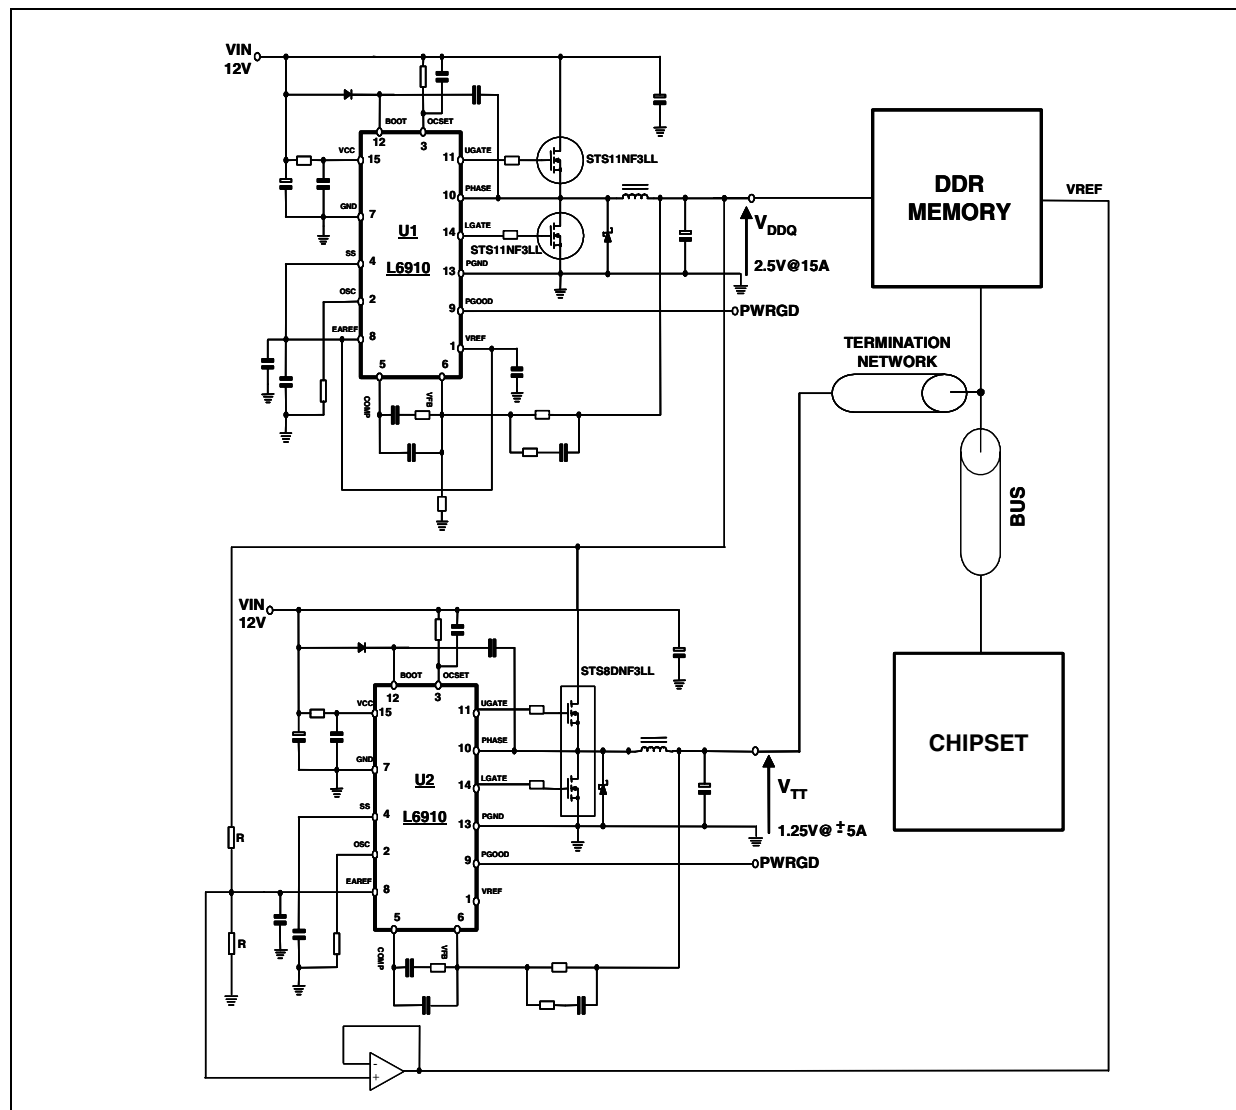 VIN
12V
BOOT
OCSET
12
3
VCC
15
11
UGATE
STS11NF3LL
10
PHASE
GND
7
U1
L6910
14
LGATE
STS11NF3LL
SS
4
13
PGND
OSC
2
9
PGOOD
PWRGD
EAREF
8
1
VREF
5
6
COMP
VFB
VDDQ
2.5V@15A
DDR
MEMORY
VREF
TERMINATION
NETWORK
BUS
CHIPSET
VIN
12V
BOOT
OCSET
12
3
STS8DNF3LL
VCC
15
11
UGATE
10
PHASE
GND
7
U2
L6910
14
LGATE
VTT
1.25V@ ±5A
SS
4
13
PGND
R
OSC
2
9
PGOOD
PWRGD
EAREF
8
1
VREF
5
6
R
COMP
VFB
-
+